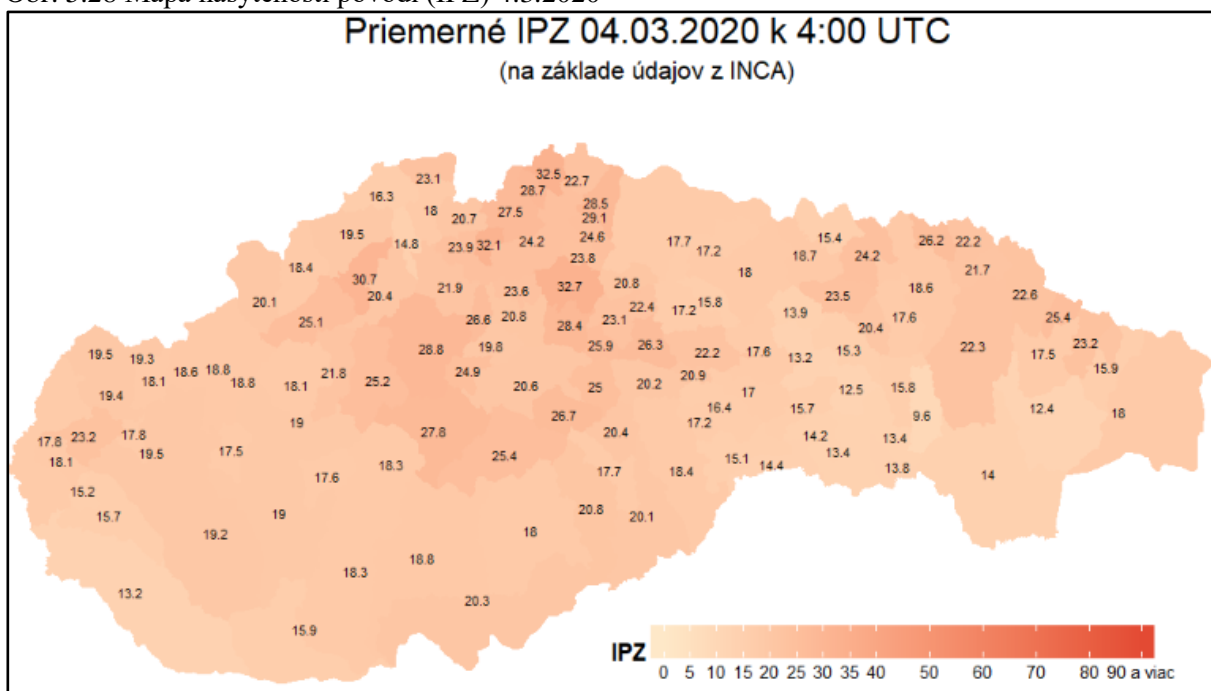 Obr. 3.28 Mapa nasýtenosti povodí (IPZ) 4.3.2020
Priemerné IPZ 04.03.2020 k 4:00 UTC
(na základe údajov z INCA)
32.5
23.1 22.7
28.7
16.3
28.5
18 27.5
20.7 29.1
19.5 24.6 15.4
14.8 23.9 32.1 24.2 17.7 26.2 22.2
17.2
23.8 18.7 24.2
18.4 18 21.7
30.7 20.8
20.4 21.9 23.6 32.7 23.5 18.6 22.6
20.1 22.4 17.2 15.8
25.1 26.6 20.8 28.4 23.1 13.9 20.4 17.6 25.4
28.8 19.8 25.9 26.3 22.2 17.6 15.3 22.3 23.2
19.5 19.3 13.2 17.5
18.6 18.8 21.8 24.9 20.9 15.9
18.1 18.8 18.1 25.2 20.6 25 20.2 17 12.5 15.8
19.4 16.4 15.7 12.4
26.7 17.2 9.6 18
19
17.8 23.2 17.8 27.8 20.4 14.2 13.4
19.5 17.5 25.4 13.4
18.1 18.3 17.7 18.4 15.1 14.4 13.8
17.6 14
15.2
15.7 19 20.8 20.1
19.2 18
18.8
18.3
13.2 20.3
15.9
IPZ
0 5 10 15 20 25 30 35 40 50 60 70 80 90 a viac